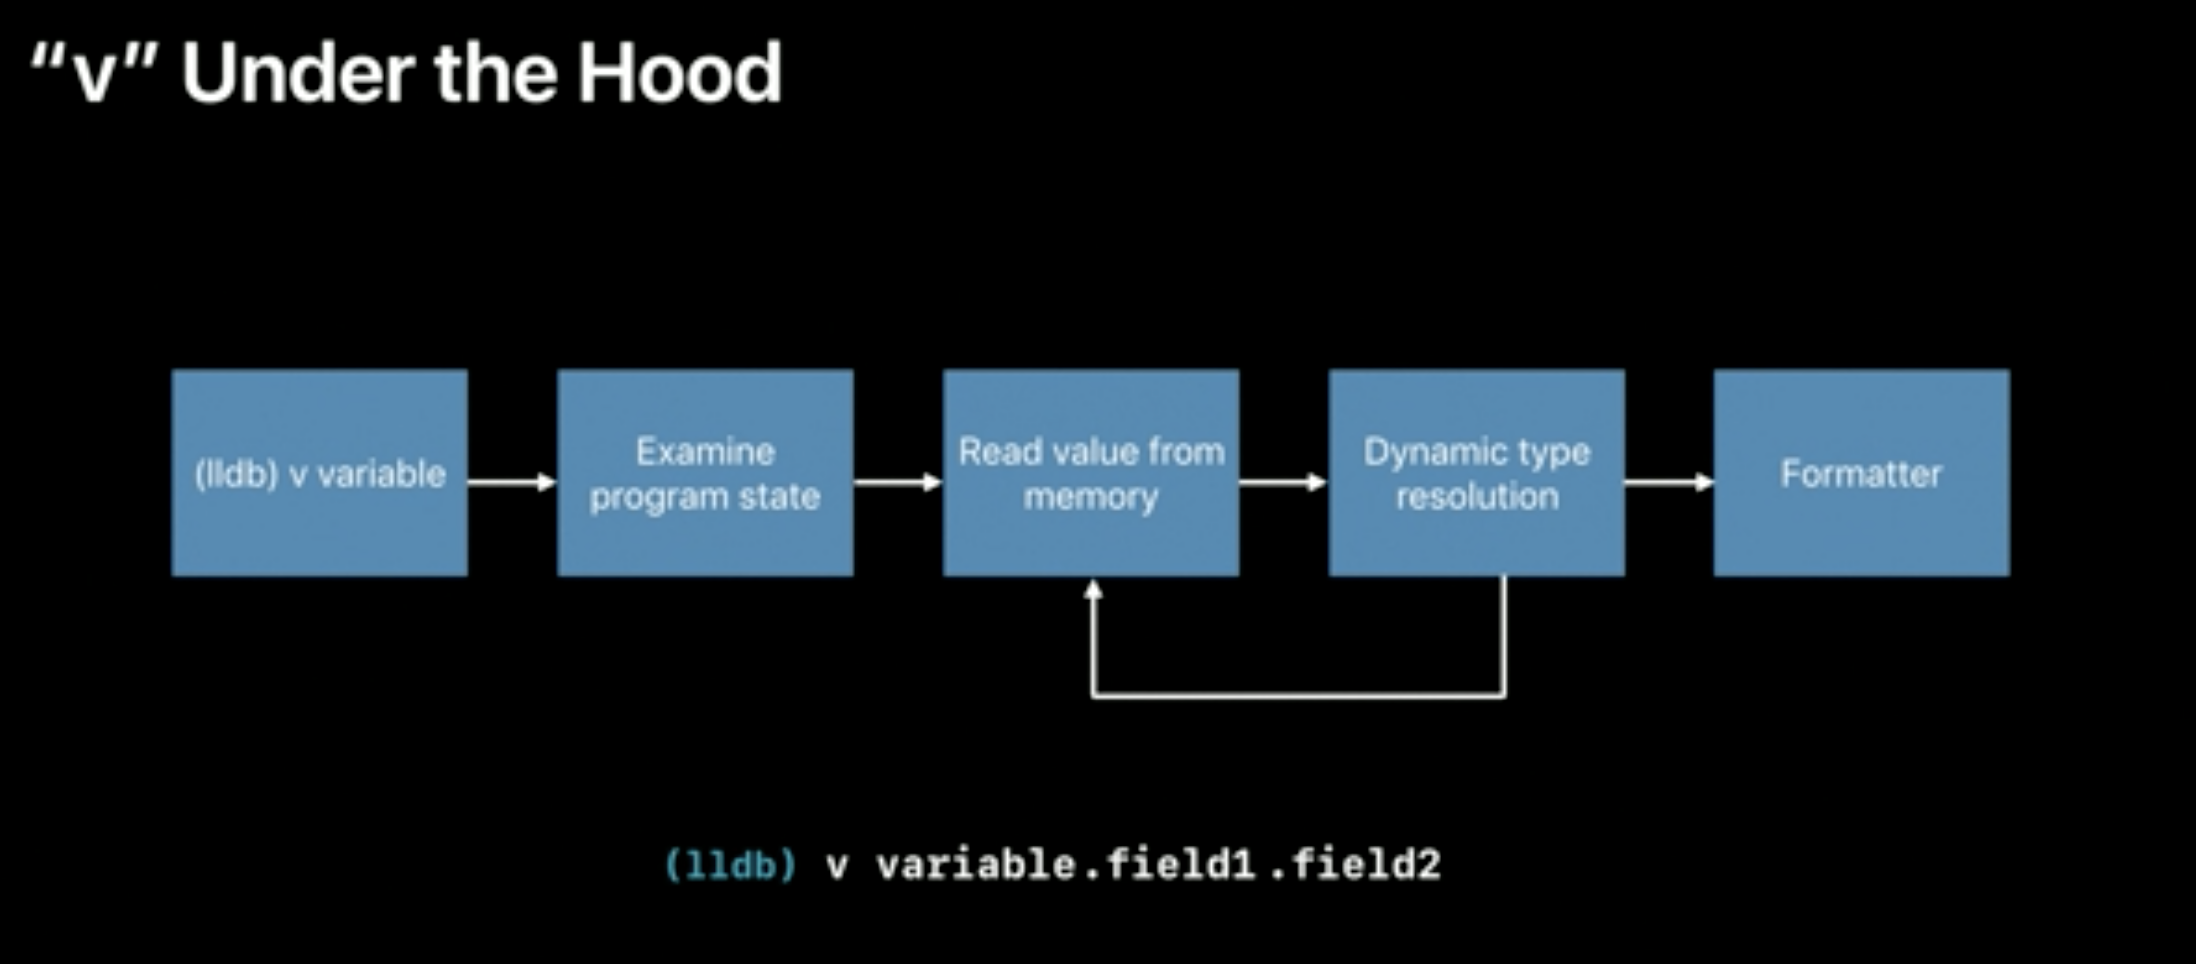 “v” Under the Hood
(lldb) v variable
Examine
program state
Read value from
memory
Dynamic type
resolution
Formatter
(lldb) v variable.field1.field2